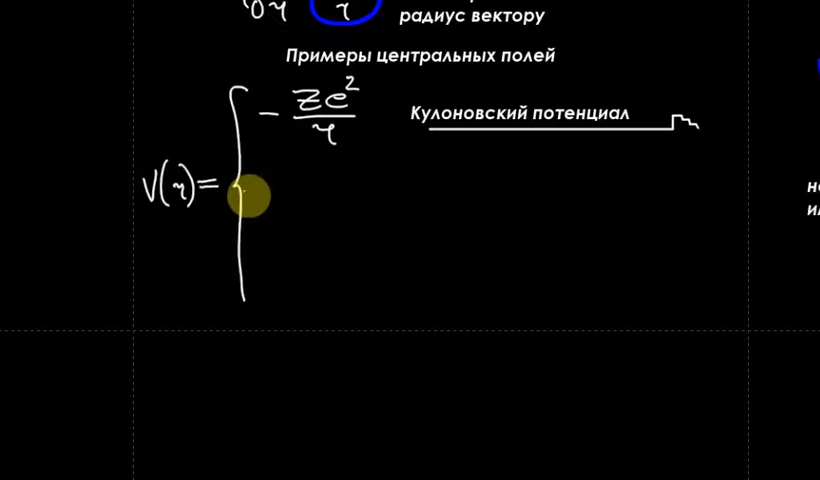 радиус вектору
Примеры центральных полей
V(r) = { - Ze²/r Кулоновский потенциал